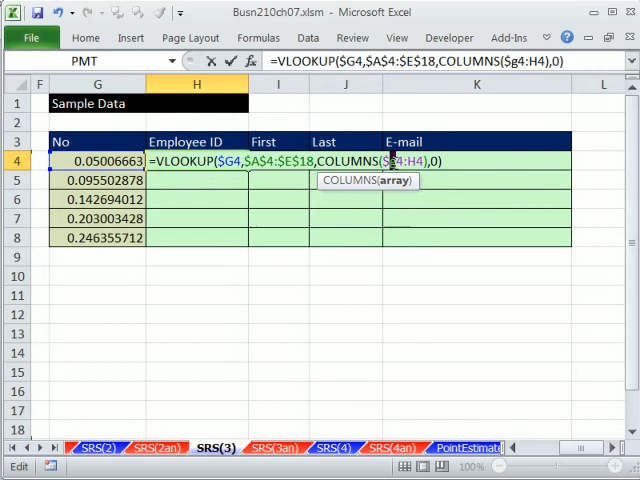 Busn210ch07.xlsm - Microsoft Excel
File Home Insert Page Layout Formulas Data Review View Developer Add-Ins
PMT fx =VLOOKUP($G4,$A$4:$E$18,COLUMNS($g4:H4),0)
F G H I J K L
1 Sample Data
2
3 No Employee ID First Last E-mail
4 0.05006663 =VLOOKUP($G4,$A$4:$E$18,COLUMNS($g4:H4),0)
COLUMNS(array)
5 0.095502878
6 0.142694012
7 0.203003428
8 0.246355712
9
10
11
12
13
14
15
16
17
18
SRS(2) SRS(2an) SRS(3) SRS(3an) SRS(4) SRS(4an) PointEstimate
Edit 100%